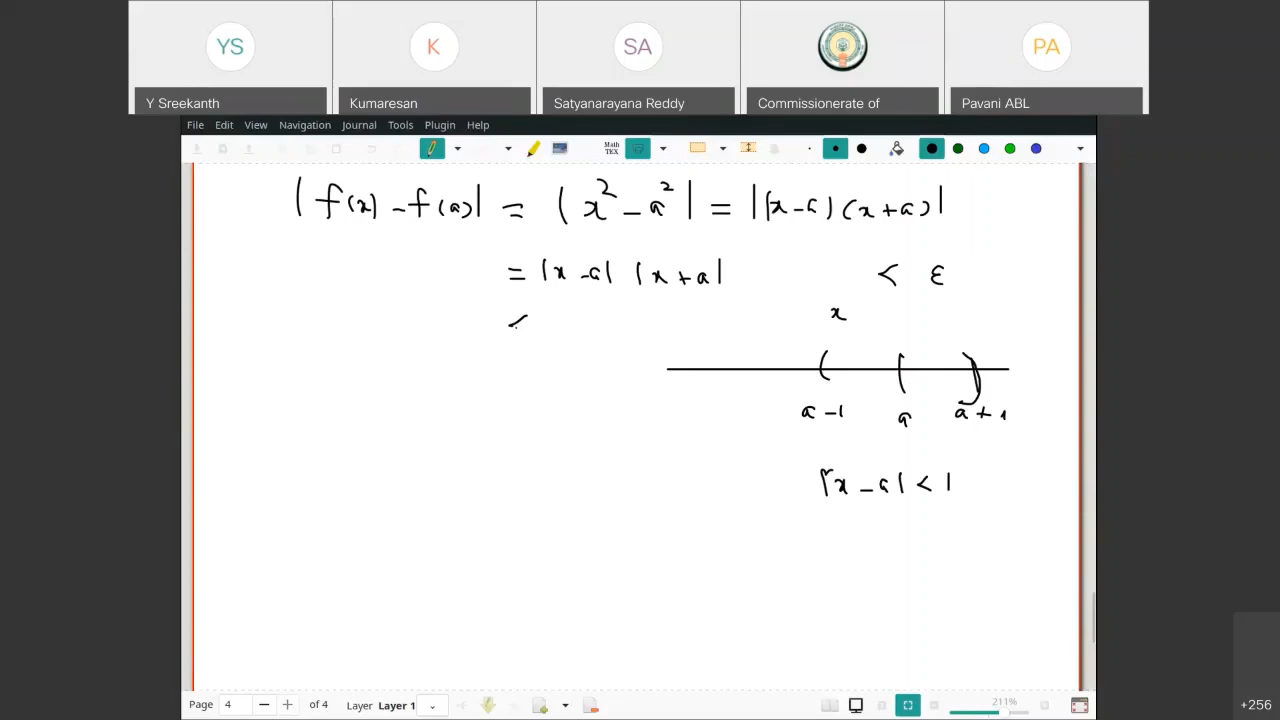 YS K SA PA
Y Sreekanth Kumaresan Satyanarayana Reddy Commissionerate of Pavani ABL
File Edit View Navigation Journal Tools Plugin Help
Math
TEX
|f(x) - f(a)| = |x² - a²| = |(x-a)(x+a)|
= |x-a| |x+a| < ε
x
a-1 a a+1
|x-a| < 1
Page 4 of 4 Layer Layer 1 211%
+256